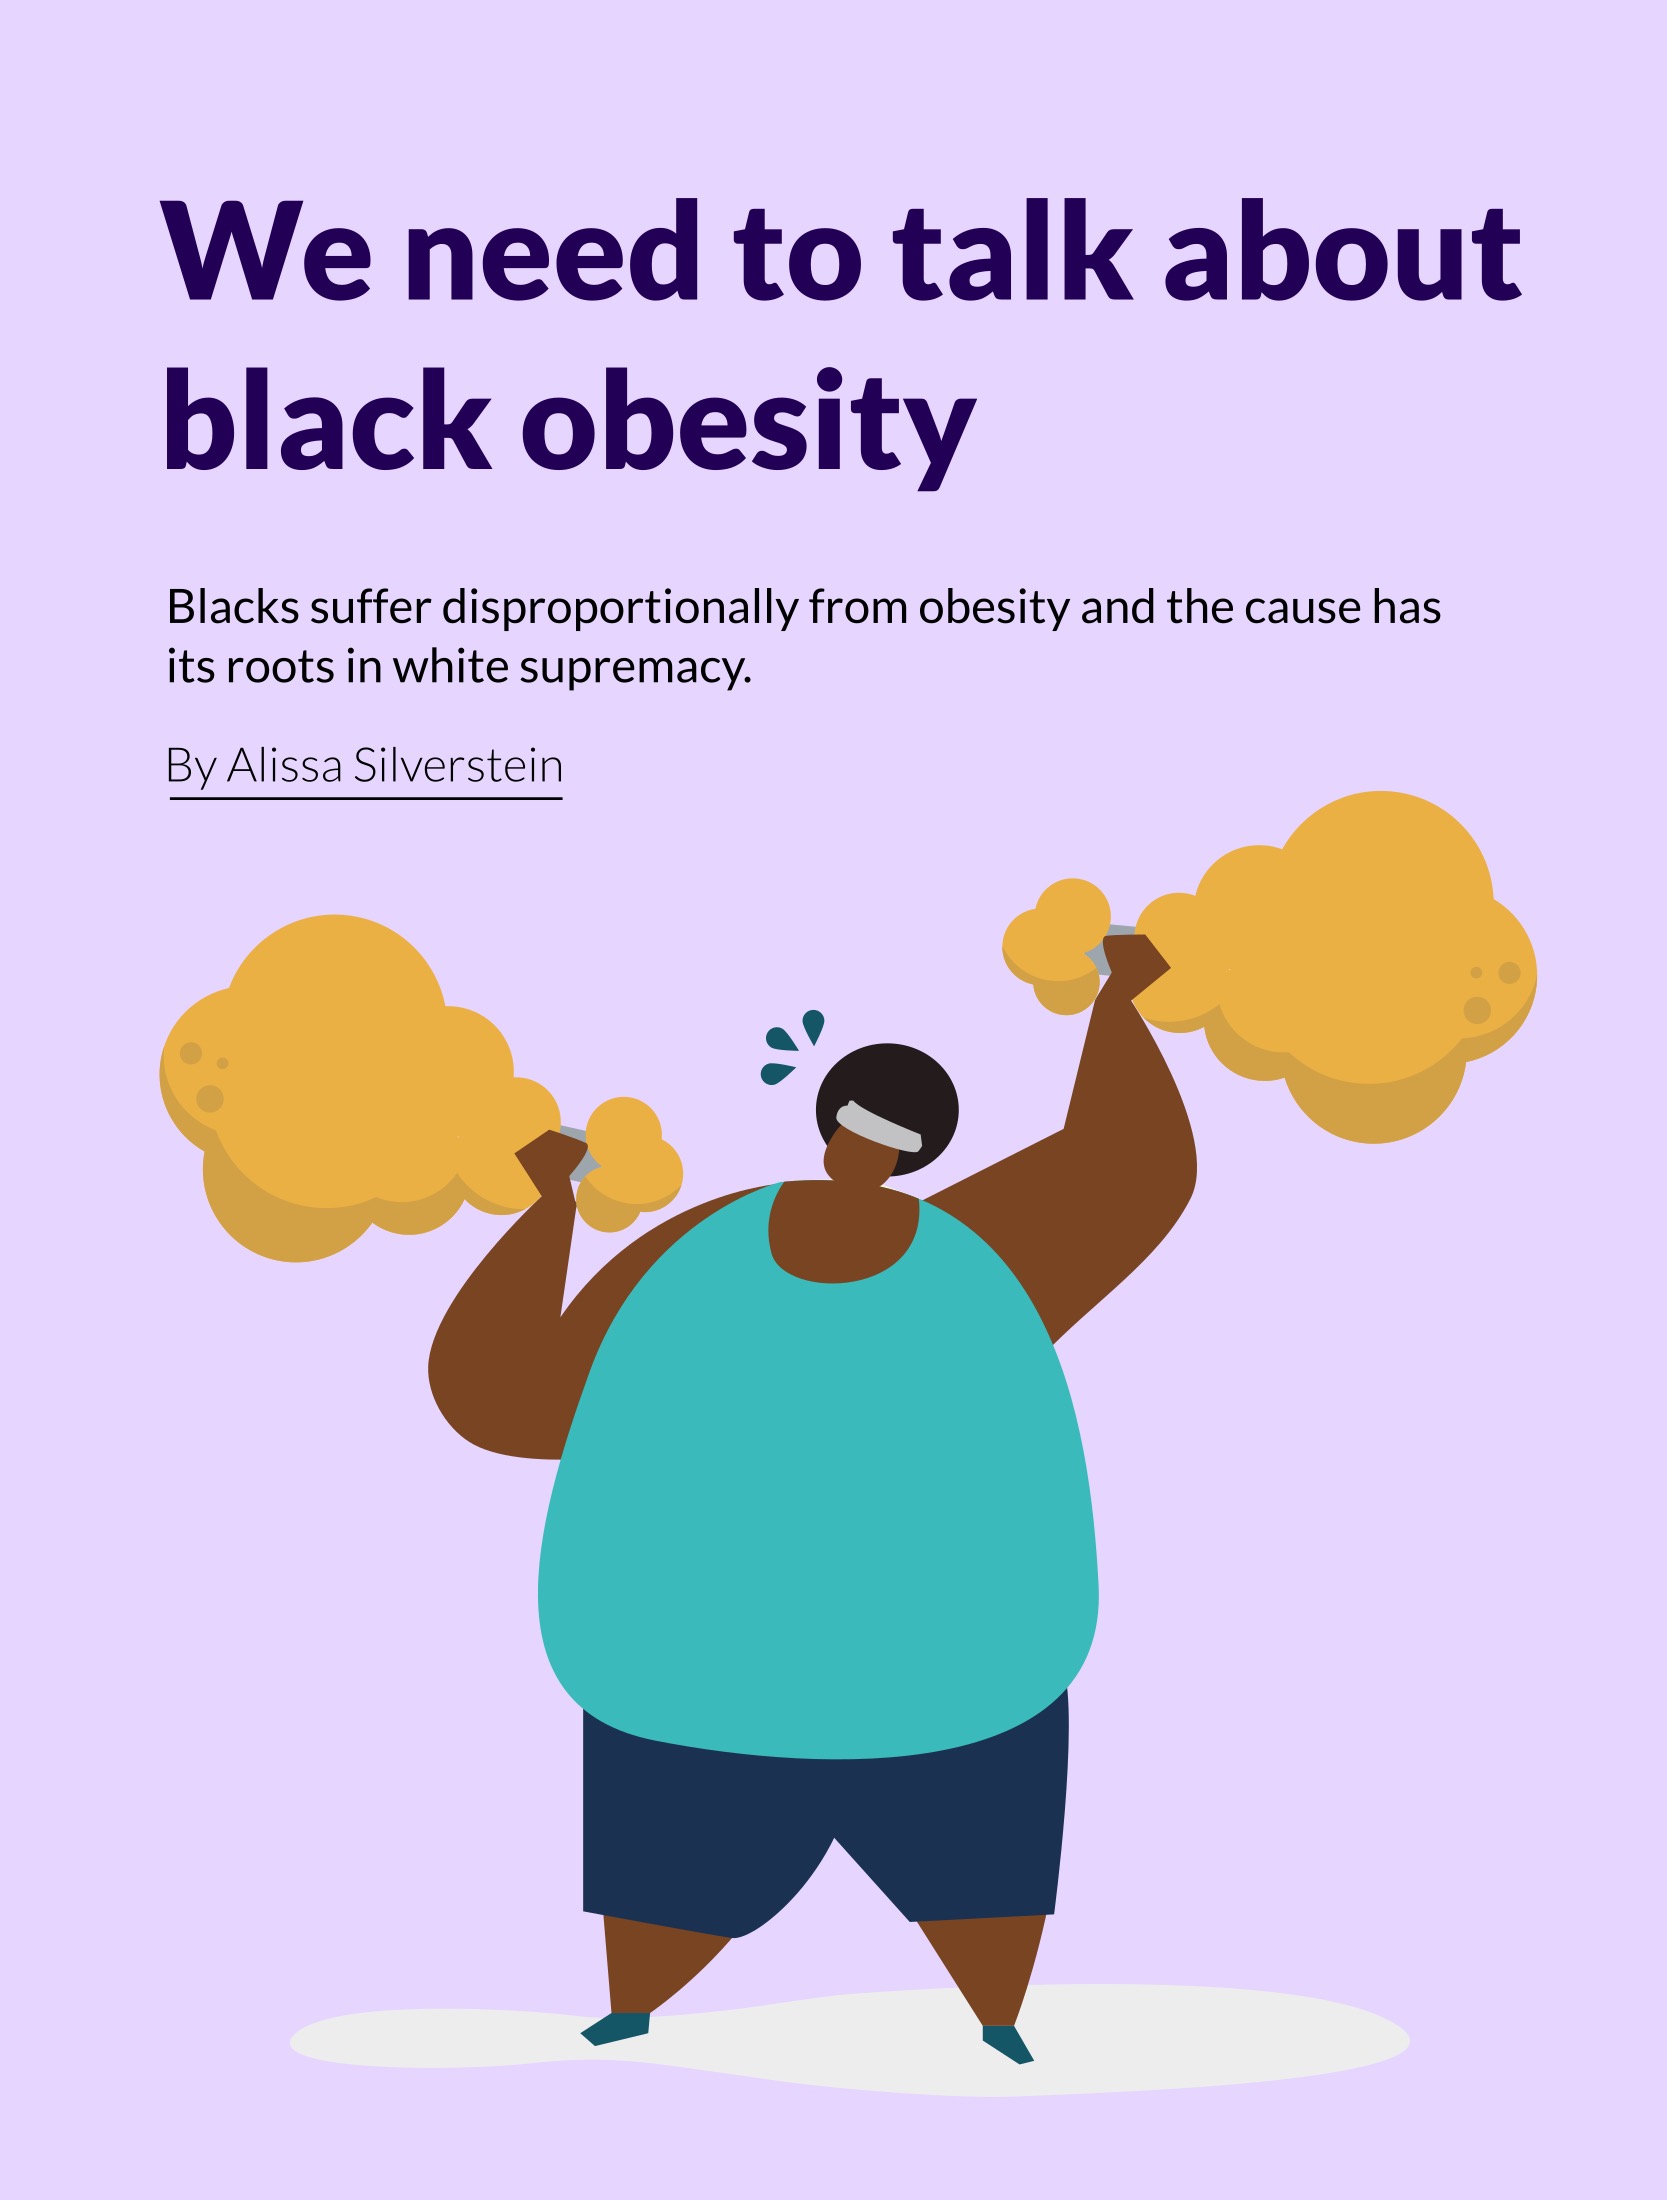 We need to talk about
black obesity
Blacks suffer disproportionally from obesity and the cause has
its roots in white supremacy.
By Alissa Silverstein